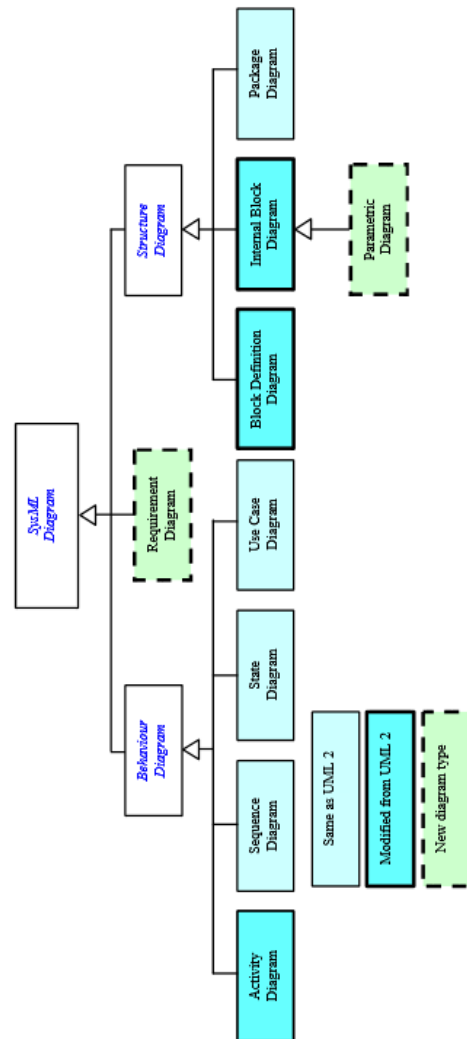 SysML
Diagram
Behaviour
Diagram
Requirement
Diagram
Structure
Diagram
Activity
Diagram
Sequence
Diagram
State
Diagram
Use Case
Diagram
Block Definition
Diagram
Internal Block
Diagram
Package
Diagram
Parametric
Diagram
Same as UML 2
Modified from UML 2
New diagram type